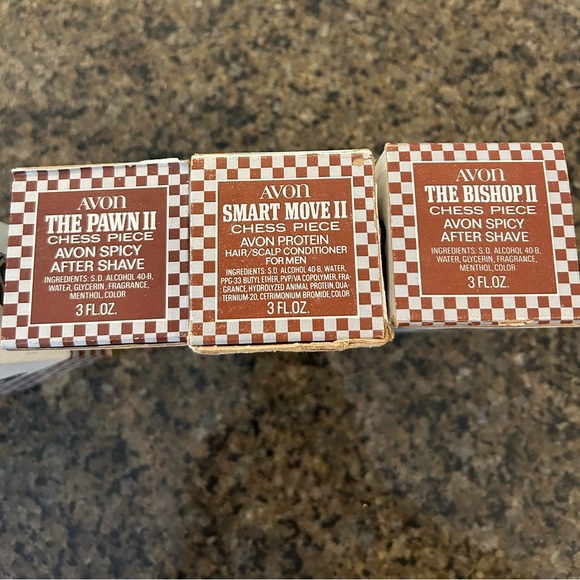 AVON
THE PAWN II
CHESS PIECE
AVON SPICY
AFTER SHAVE
INGREDIENTS: S.D. ALCOHOL 40-B,
WATER, GLYCERIN, FRAGRANCE,
MENTHOL, COLOR
3 FL.OZ.
AVON
SMART MOVE II
CHESS PIECE
AVON PROTEIN
HAIR/SCALP CONDITIONER
FOR MEN
INGREDIENTS: S.D. ALCOHOL 40-B, WATER,
PPG-33 BUTYL ETHER, PVP/VA COPOLYMER, FRA-
GRANCE, HYDROLYZED ANIMAL PROTEIN, QUA-
TERNIUM-20, CETRIMONIUM BROMIDE, COLOR
3 FL.OZ.
AVON
THE BISHOP II
CHESS PIECE
AVON SPICY
AFTER SHAVE
INGREDIENTS: S.D. ALCOHOL 40-B,
WATER, GLYCERIN, FRAGRANCE,
MENTHOL, COLOR
3 FL.OZ.